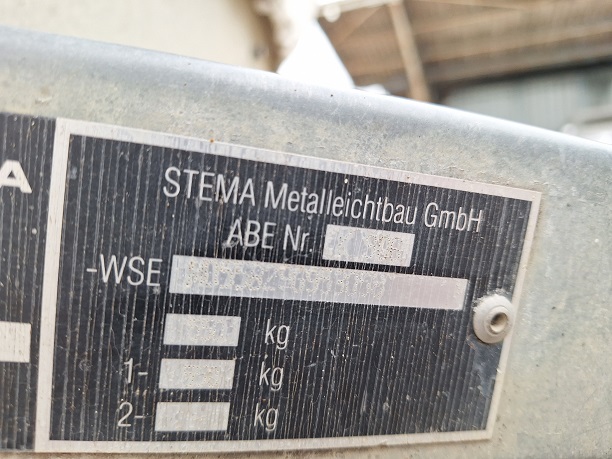 A
STEMA Metalleichtbau GmbH
ABE Nr.
-WSE
kg
1- kg
2- kg